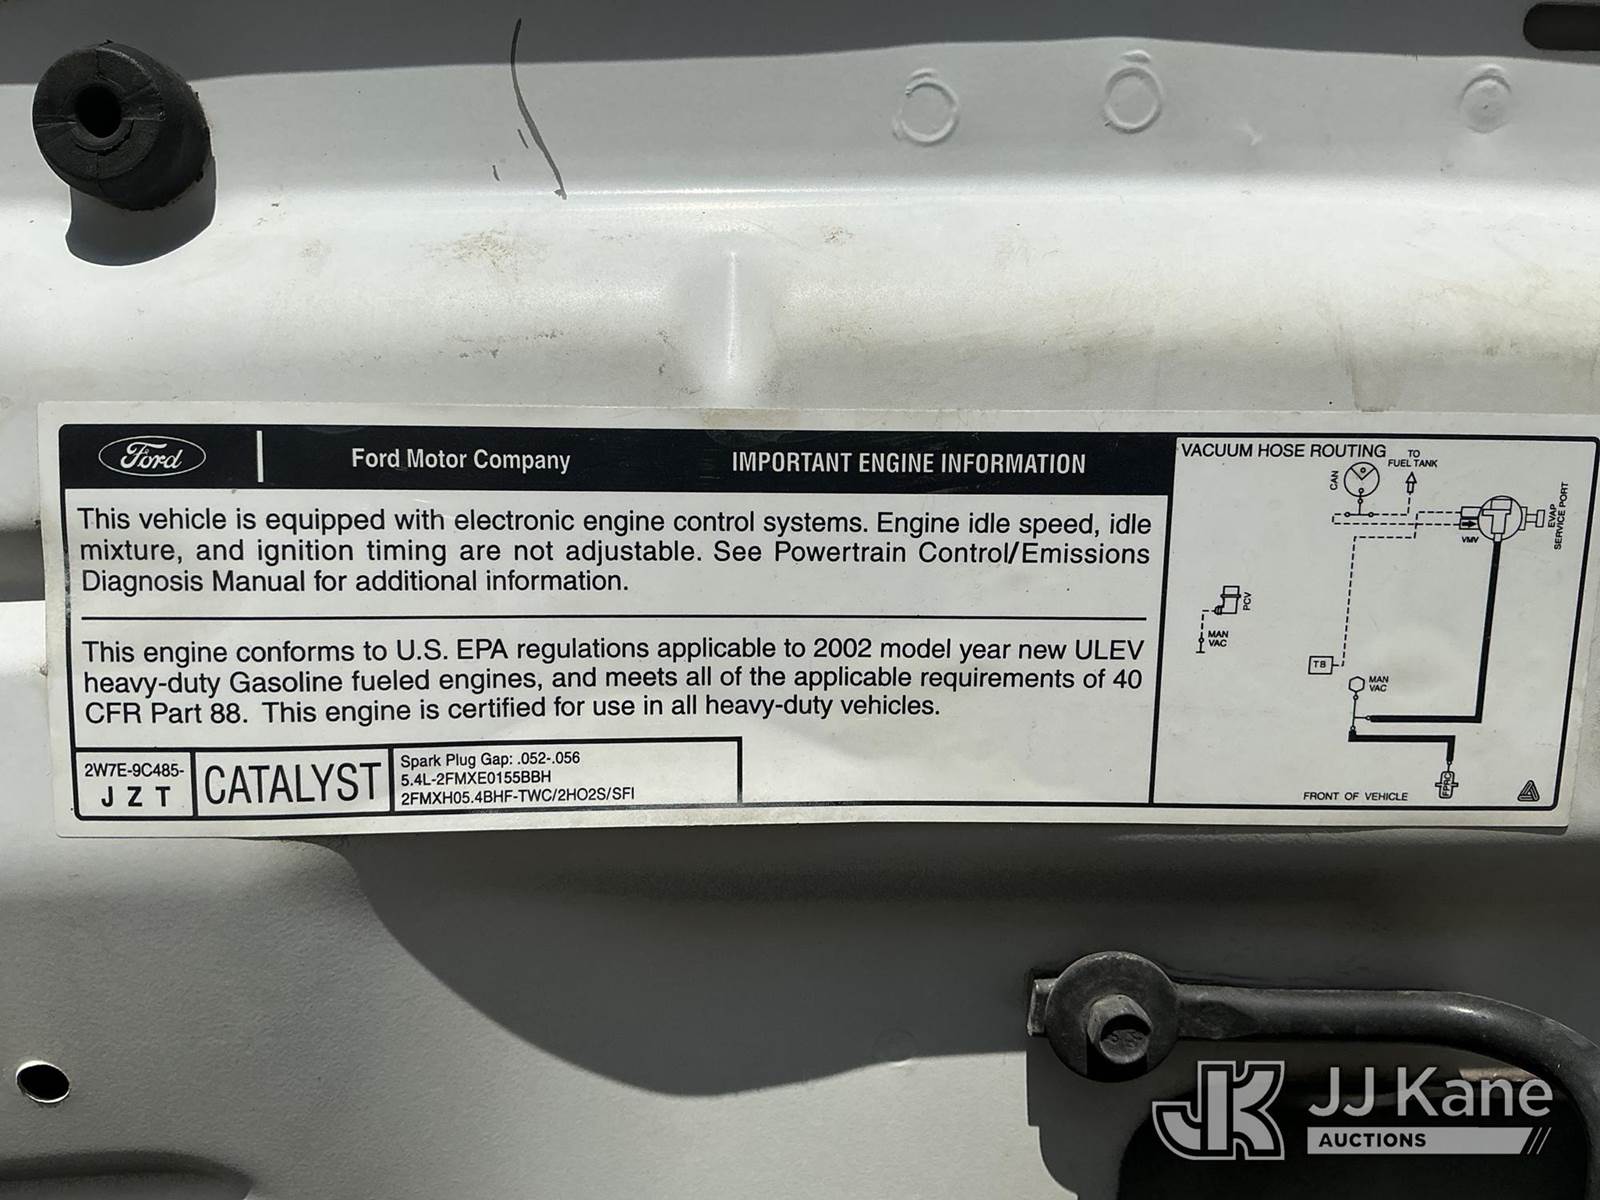 Ford
Ford Motor Company
IMPORTANT ENGINE INFORMATION
This vehicle is equipped with electronic engine control systems. Engine idle speed, idle
mixture, and ignition timing are not adjustable. See Powertrain Control/Emissions
Diagnosis Manual for additional information.
This engine conforms to U.S. EPA regulations applicable to 2002 model year new ULEV
heavy-duty Gasoline fueled engines, and meets all of the applicable requirements of 40
CFR Part 88. This engine is certified for use in all heavy-duty vehicles.
2W7E-9C485-
J Z T
CATALYST
Spark Plug Gap: .052-.056
5.4L-2FMXE0155BBH
2FMXH05.4BHF-TWC/2HO2S/SFI
VACUUM HOSE ROUTING
TO
FUEL TANK
CAN
VMV
EVAP
SERVICE PORT
PCV
MAN
VAC
TB
MAN
VAC
FPRC
FRONT OF VEHICLE
JK
JJ Kane
AUCTIONS